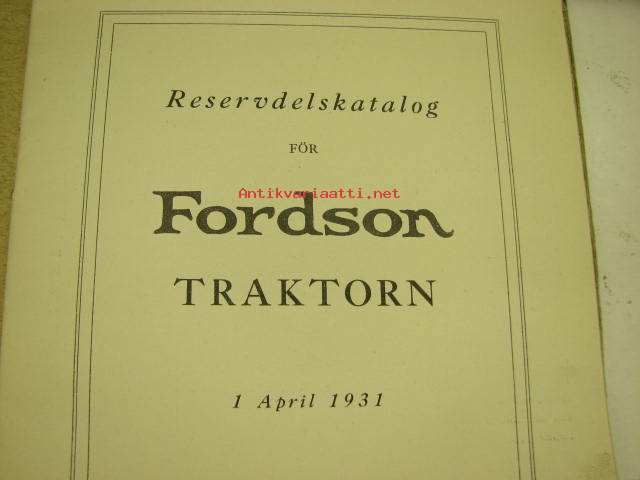 Reservdelskatalog
FÖR
Antikvariaatti.net
Fordson
TRAKTORN
1 April 1931